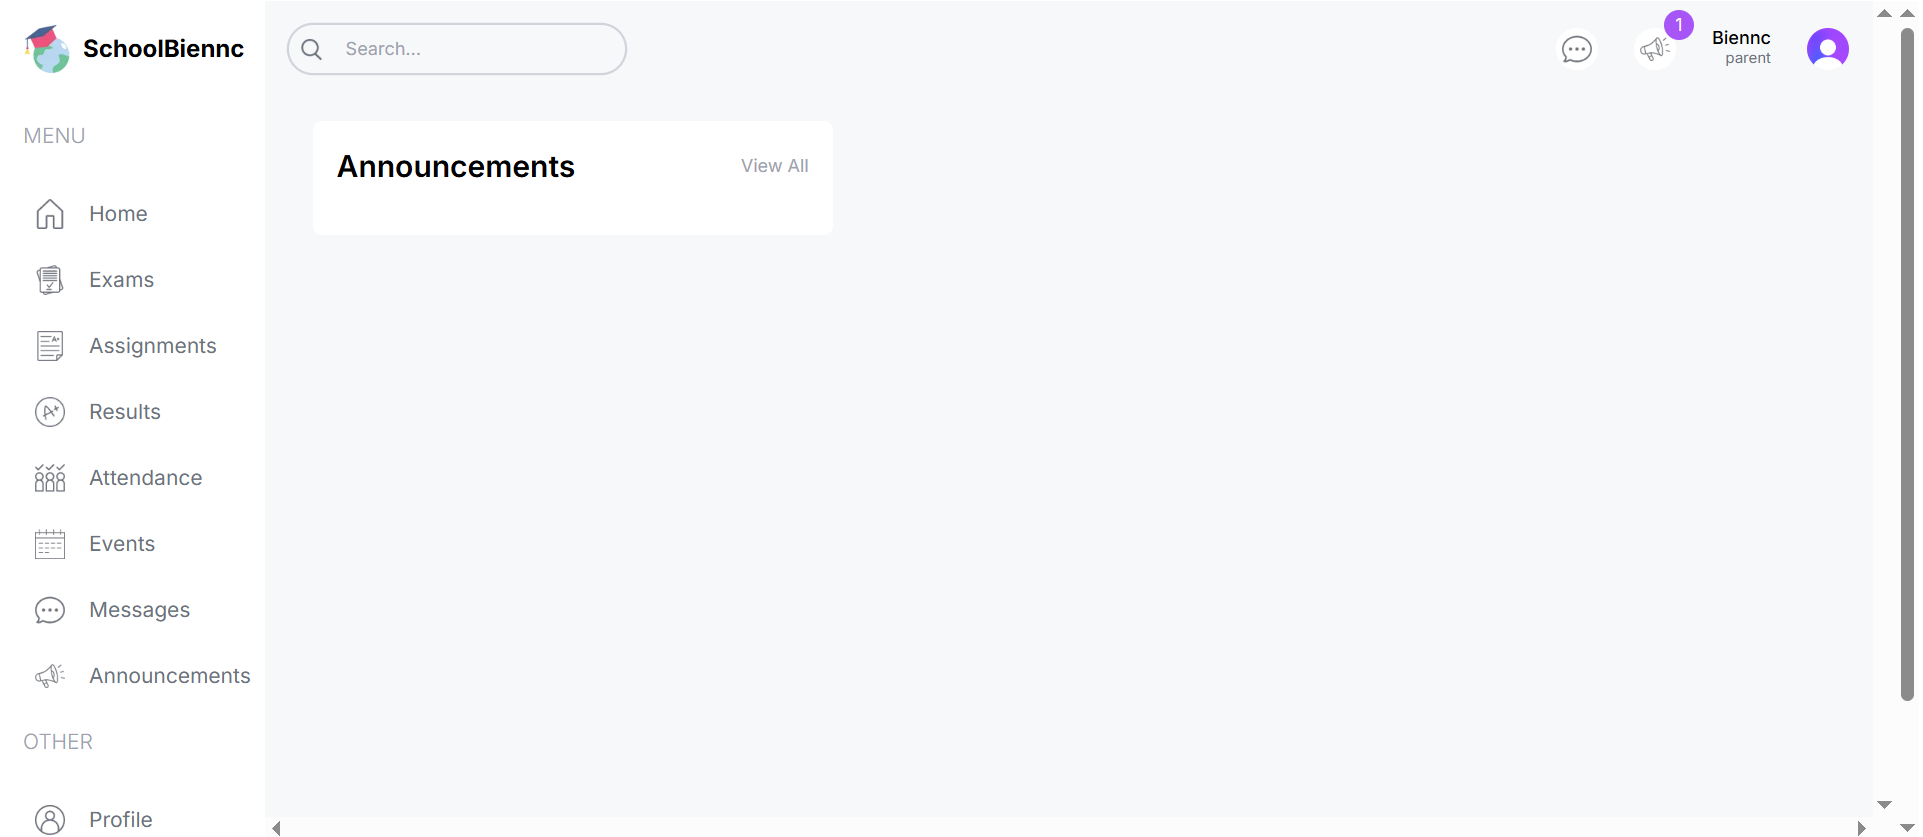 SchoolBiennc
Search...
1
Biennc
parent
MENU
Home
Exams
Assignments
Results
Attendance
Events
Messages
Announcements
OTHER
Profile
Announcements
View All